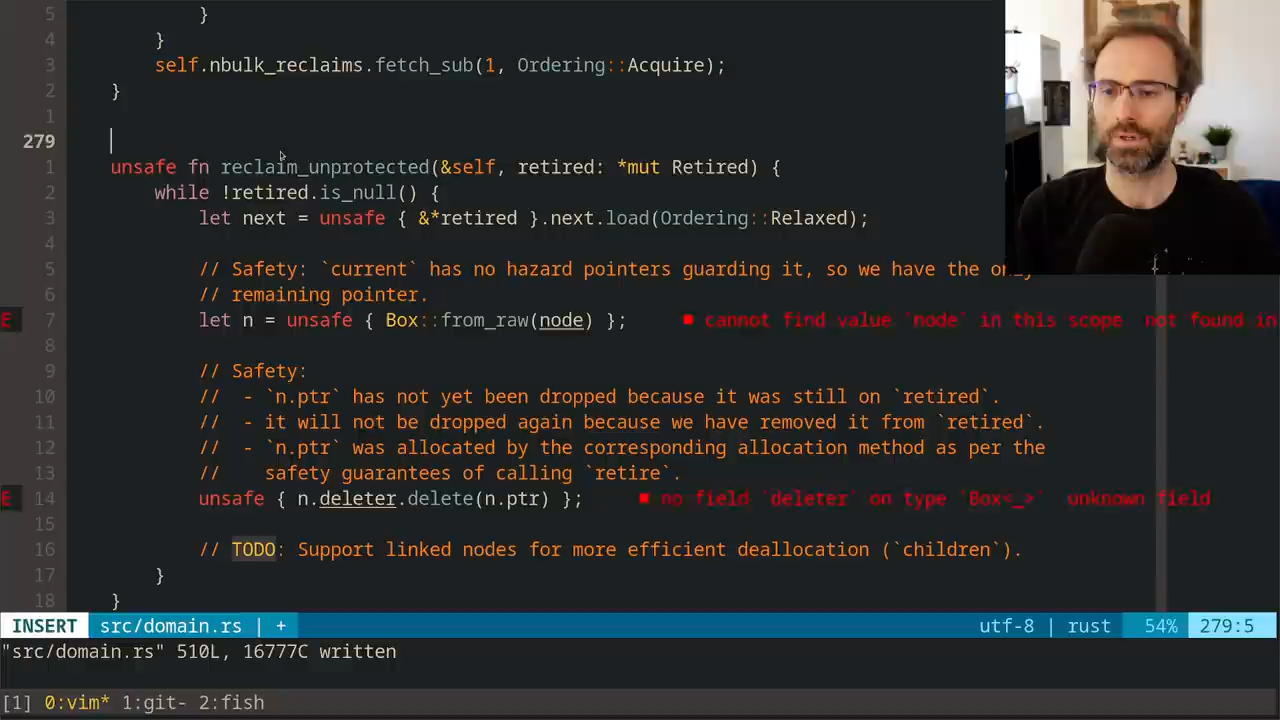 5 }
4 }
3 self.nbulk_reclaims.fetch_sub(1, Ordering::Acquire);
2 }
1
279
1 unsafe fn reclaim_unprotected(&self, retired: *mut Retired) {
2 while !retired.is_null() {
3 let next = unsafe { &*retired }.next.load(Ordering::Relaxed);
4
5 // Safety: `current` has no hazard pointers guarding it, so we have the only
6 // remaining pointer.
E 7 let n = unsafe { Box::from_raw(node) }; ■ cannot find value `node` in this scope not found in
8
9 // Safety:
10 // - `n.ptr` has not yet been dropped because it was still on `retired`.
11 // - it will not be dropped again because we have removed it from `retired`.
12 // - `n.ptr` was allocated by the corresponding allocation method as per the
13 // safety guarantees of calling `retire`.
E 14 unsafe { n.deleter.delete(n.ptr) }; ■ no field `deleter` on type `Box<_>` unknown field
15
16 // TODO: Support linked nodes for more efficient deallocation (`children`).
17 }
18 }
INSERT src/domain.rs | + utf-8 | rust 54% 279:5
"src/domain.rs" 510L, 16777C written
[1] 0:vim* 1:git- 2:fish